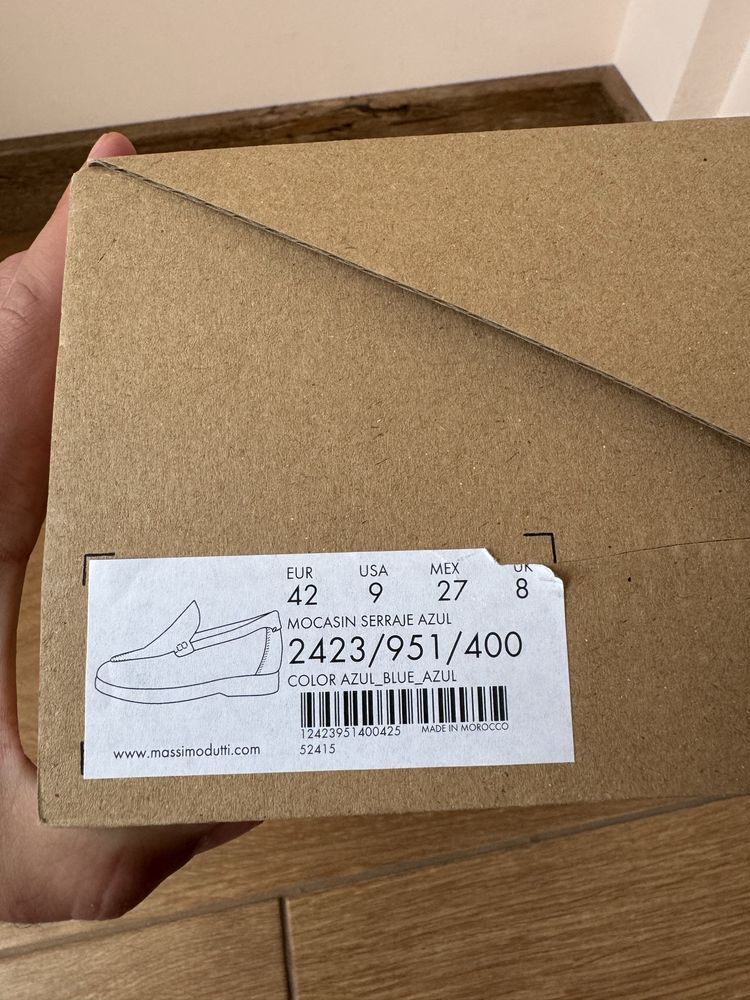 EUR USA MEX UK
42 9 27 8
MOCASIN SERRAJE AZUL
2423/951/400
COLOR AZUL_BLUE_AZUL
12423951400425 MADE IN MOROCCO
www.massimodutti.com 52415